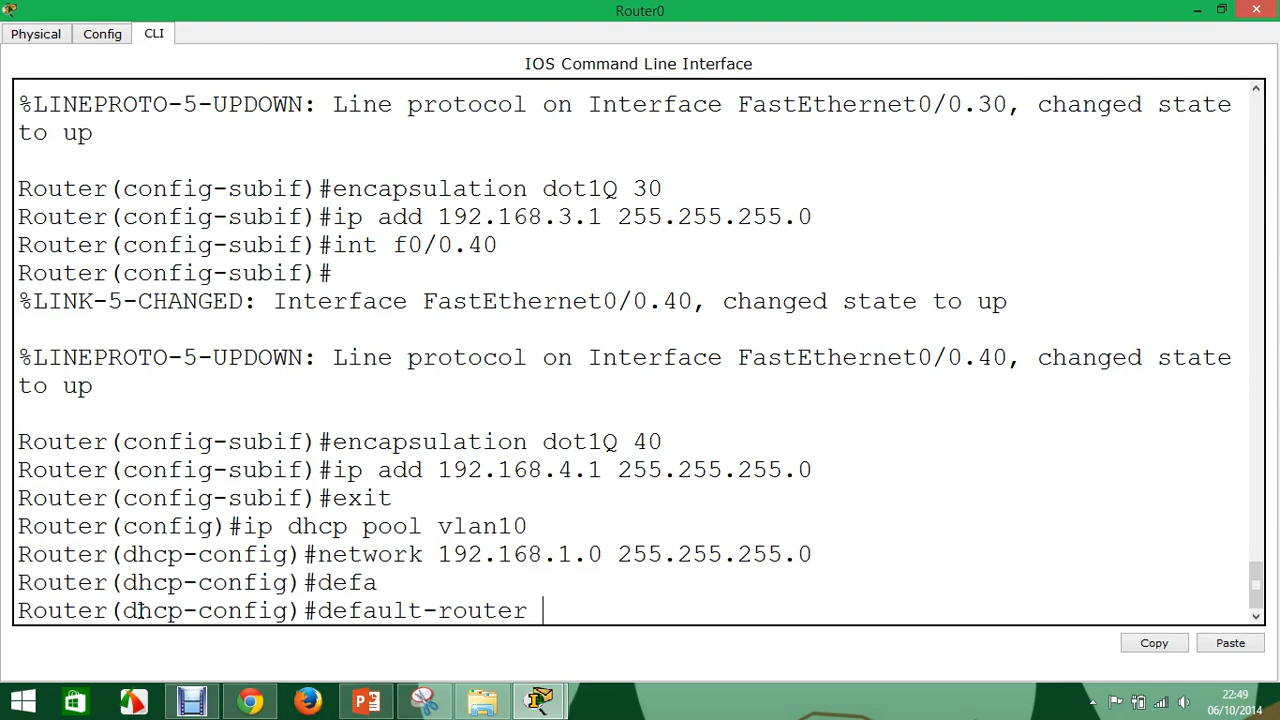 Router0
Physical
Config
CLI
IOS Command Line Interface
%LINEPROTO-5-UPDOWN: Line protocol on Interface FastEthernet0/0.30, changed state
to up
Router(config-subif)#encapsulation dot1Q 30
Router(config-subif)#ip add 192.168.3.1 255.255.255.0
Router(config-subif)#int f0/0.40
Router(config-subif)#
%LINK-5-CHANGED: Interface FastEthernet0/0.40, changed state to up
%LINEPROTO-5-UPDOWN: Line protocol on Interface FastEthernet0/0.40, changed state
to up
Router(config-subif)#encapsulation dot1Q 40
Router(config-subif)#ip add 192.168.4.1 255.255.255.0
Router(config-subif)#exit
Router(config)#ip dhcp pool vlan10
Router(dhcp-config)#network 192.168.1.0 255.255.255.0
Router(dhcp-config)#defa
Router(dhcp-config)#default-router
Copy
Paste
22:49
06/10/2014